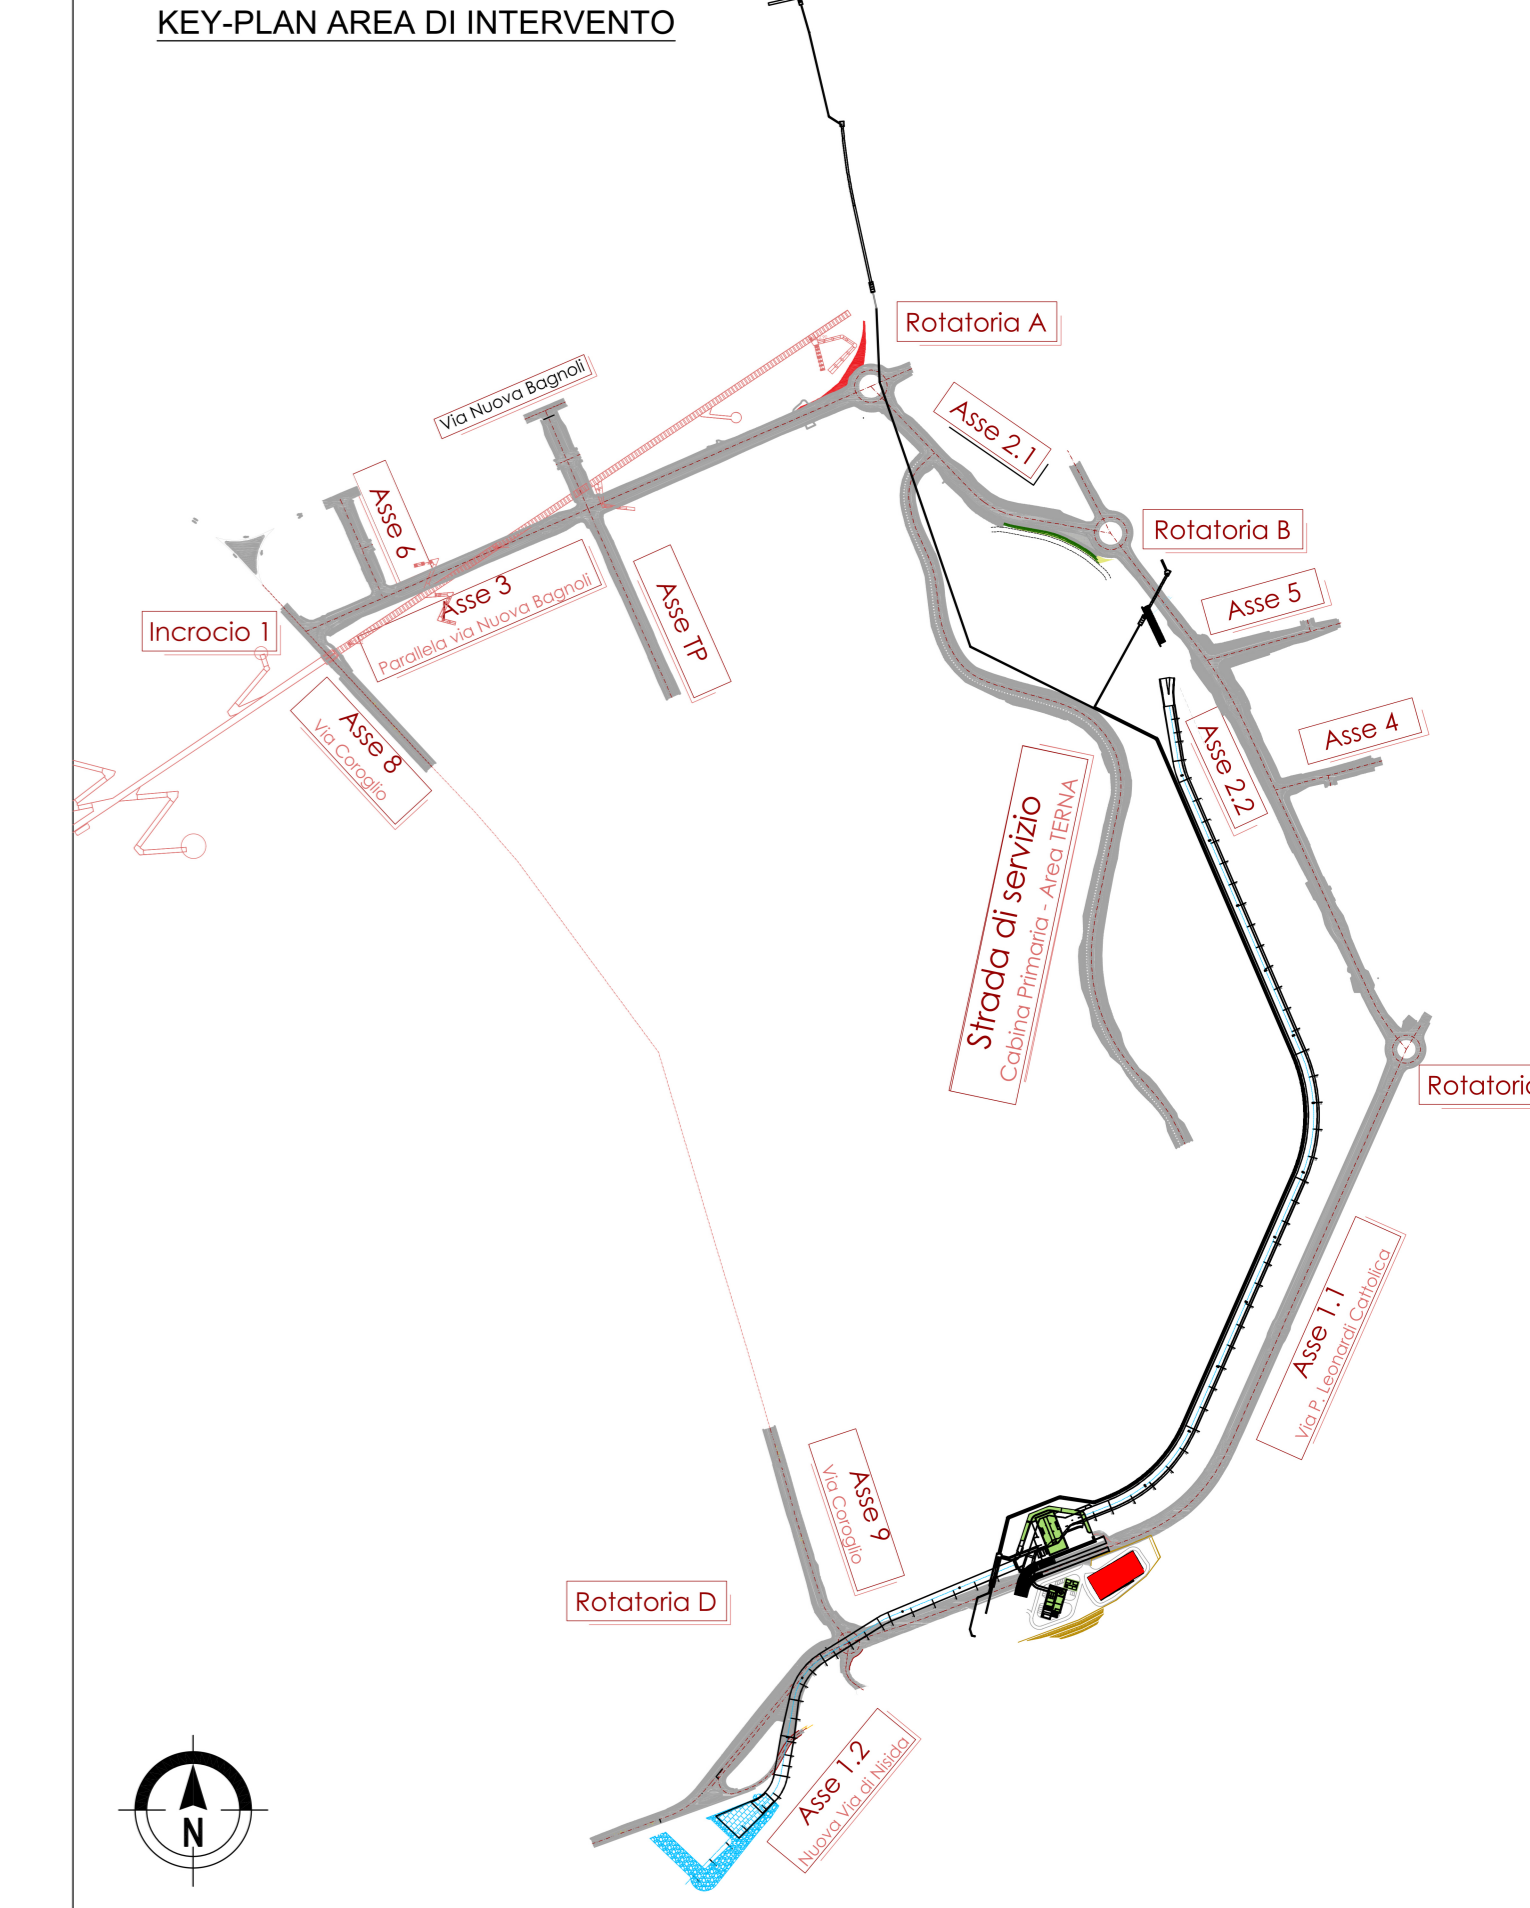 KEY-PLAN AREA DI INTERVENTO
Rotatoria A
Via Nuova Bagnoli
Asse 2.1
Asse 6
Rotatoria B
Asse 3
Parallela via Nuova Bagnoli
Asse TP
Asse 5
Incrocio 1
Asse 8
Via Coroglio
Asse 4
Asse 2.2
Strada di servizio
Cabina Primaria - Area TERNA
Rotatori
Asse 1.1
Via P. Leonardi Cattolica
Asse 9
Via Coroglio
Rotatoria D
Asse 1.2
Nuova Via di Nisida
N